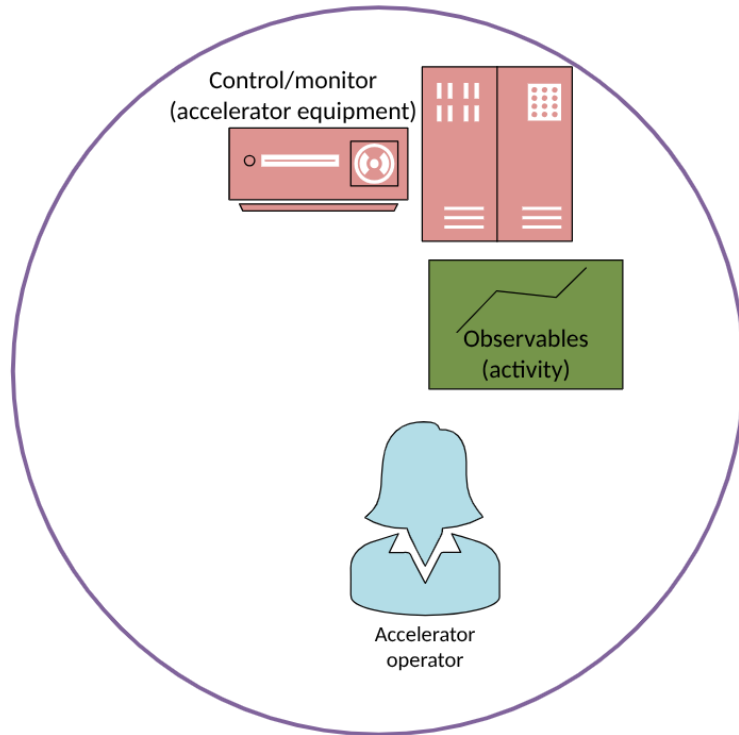 Control/monitor
(accelerator equipment)
Observables
(activity)
Accelerator
operator